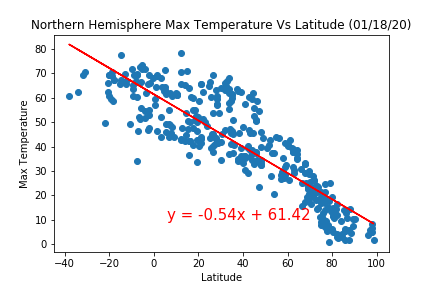 Northern Hemisphere Max Temperature Vs Latitude (01/18/20)
80
70
60
50
40
30
20
10
0
Max Temperature
y = -0.54x + 61.42
−40 −20 0 20 40 60 80 100
Latitude